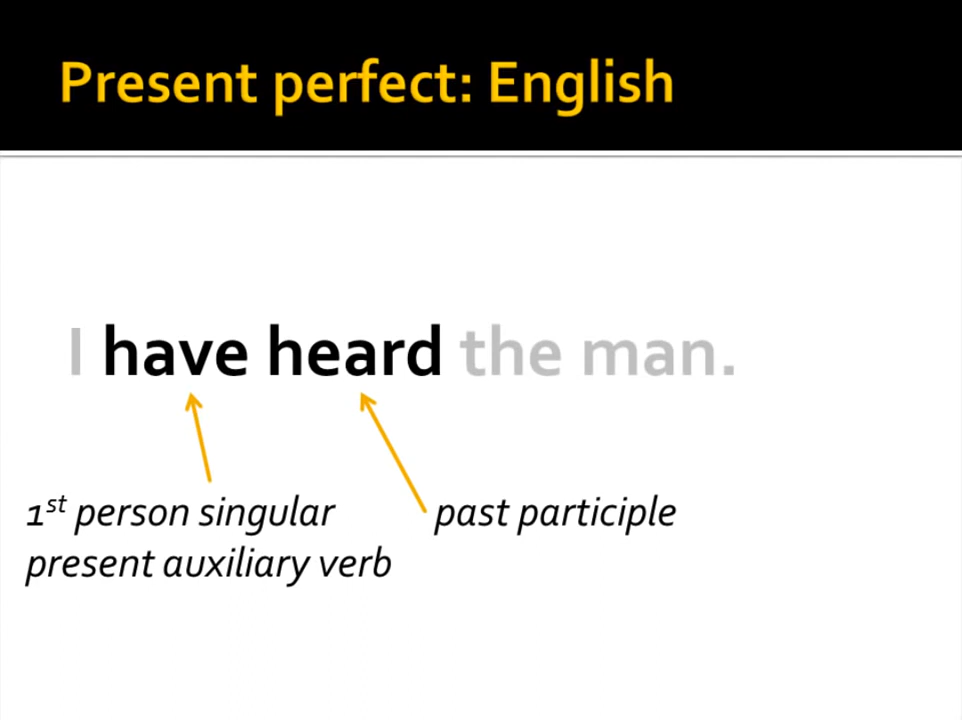 Present perfect: English
I have heard the man.
1st person singular
present auxiliary verb
past participle